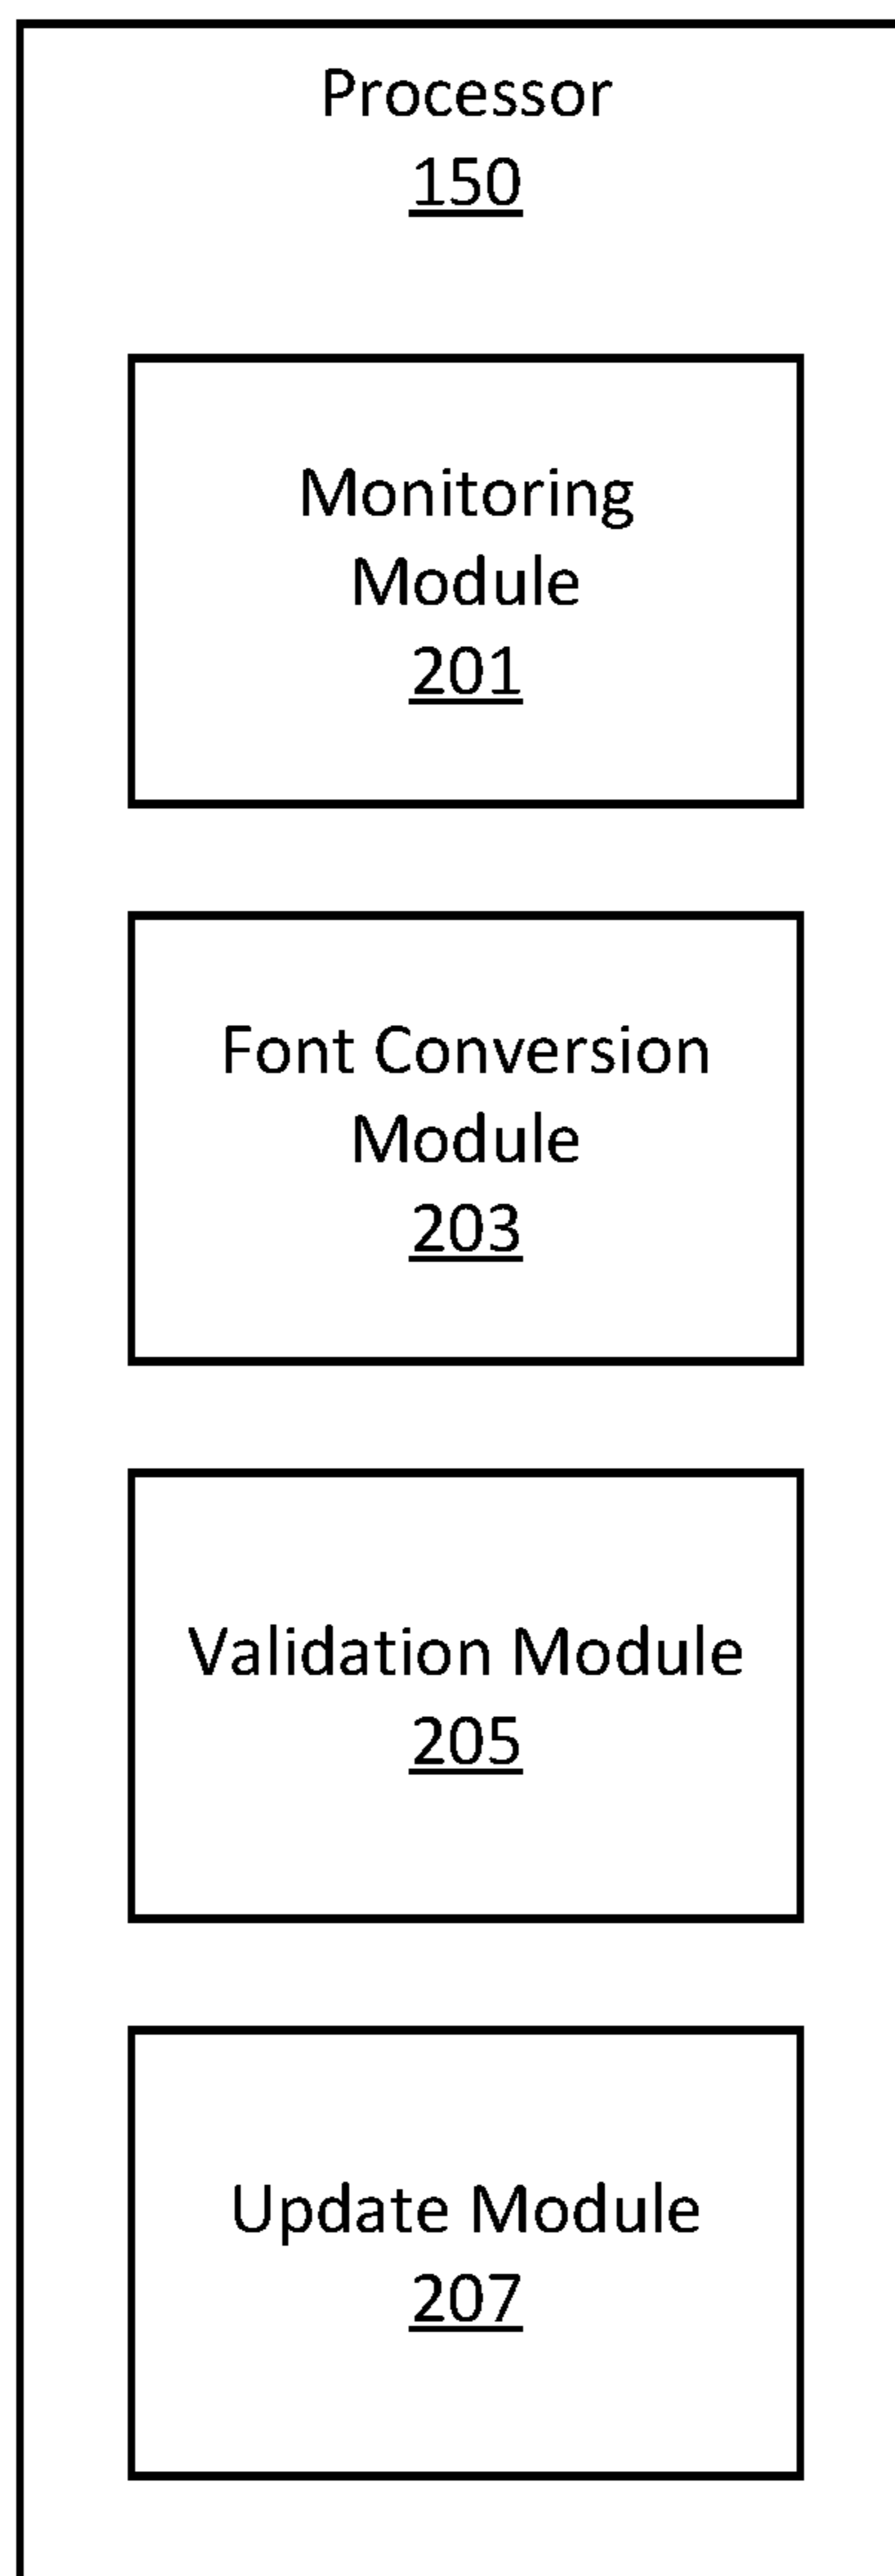 Processor
150
Monitoring
Module
201
Font Conversion
Module
203
Validation Module
205
Update Module
207